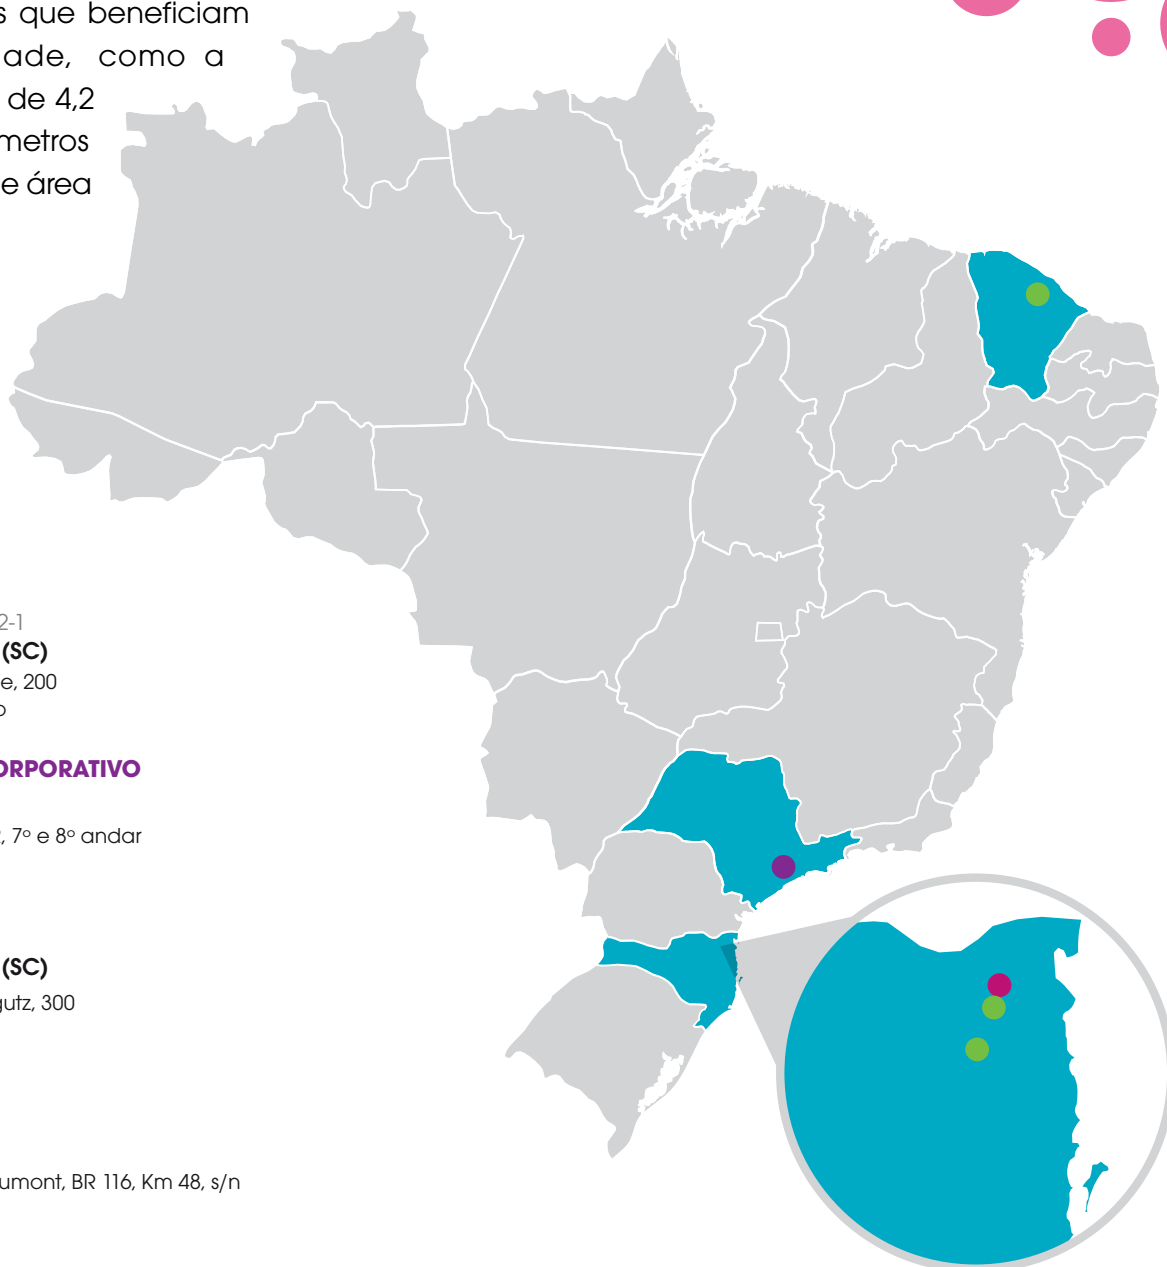 s que beneficiam
ade, como a
de 4,2
metros
e área
2-1
(SC)
e, 200
o
ORPORATIVO
, 7º e 8º andar
(SC)
gutz, 300
umont, BR 116, Km 48, s/n